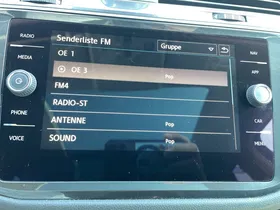 RADIO
MEDIA
PHONE
VOICE
Senderliste FM
Gruppe
OE 1
OE 3 Pop
FM4
RADIO-ST
ANTENNE Pop
SOUND Pop
NAV
APP
CAR
MENU